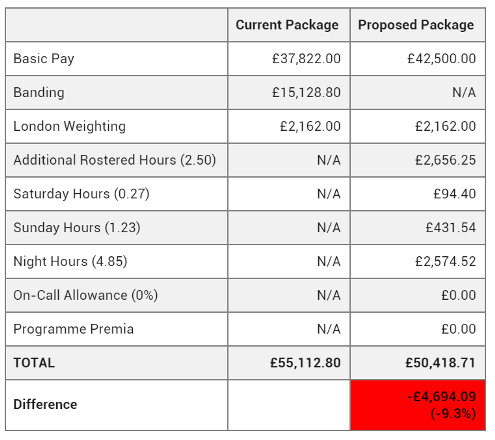 Current Package Proposed Package
Basic Pay £37,822.00 £42,500.00
Banding £15,128.80 N/A
London Weighting £2,162.00 £2,162.00
Additional Rostered Hours (2.50) N/A £2,656.25
Saturday Hours (0.27) N/A £94.40
Sunday Hours (1.23) N/A £431.54
Night Hours (4.85) N/A £2,574.52
On-Call Allowance (0%) N/A £0.00
Programme Premia N/A £0.00
TOTAL £55,112.80 £50,418.71
Difference -£4,694.09
(-9.3%)